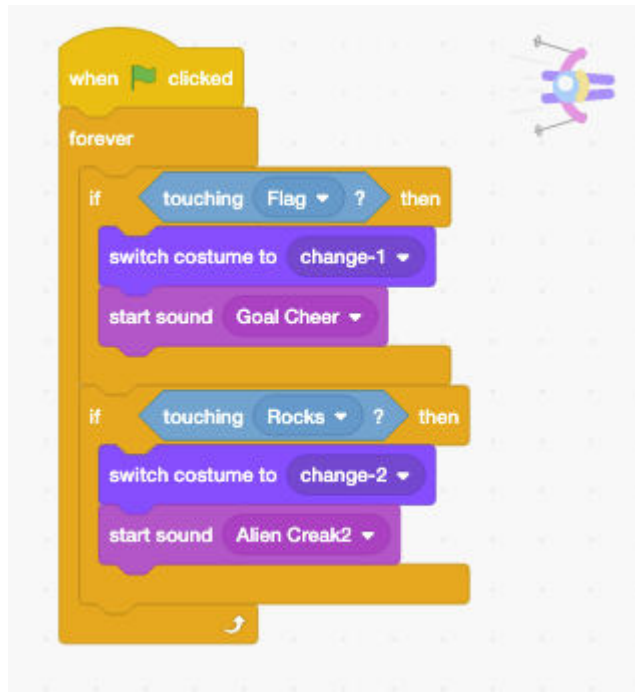 when clicked
forever
if touching Flag ? then
switch costume to change-1
start sound Goal Cheer
if touching Rocks ? then
switch costume to change-2
start sound Alien Creak2